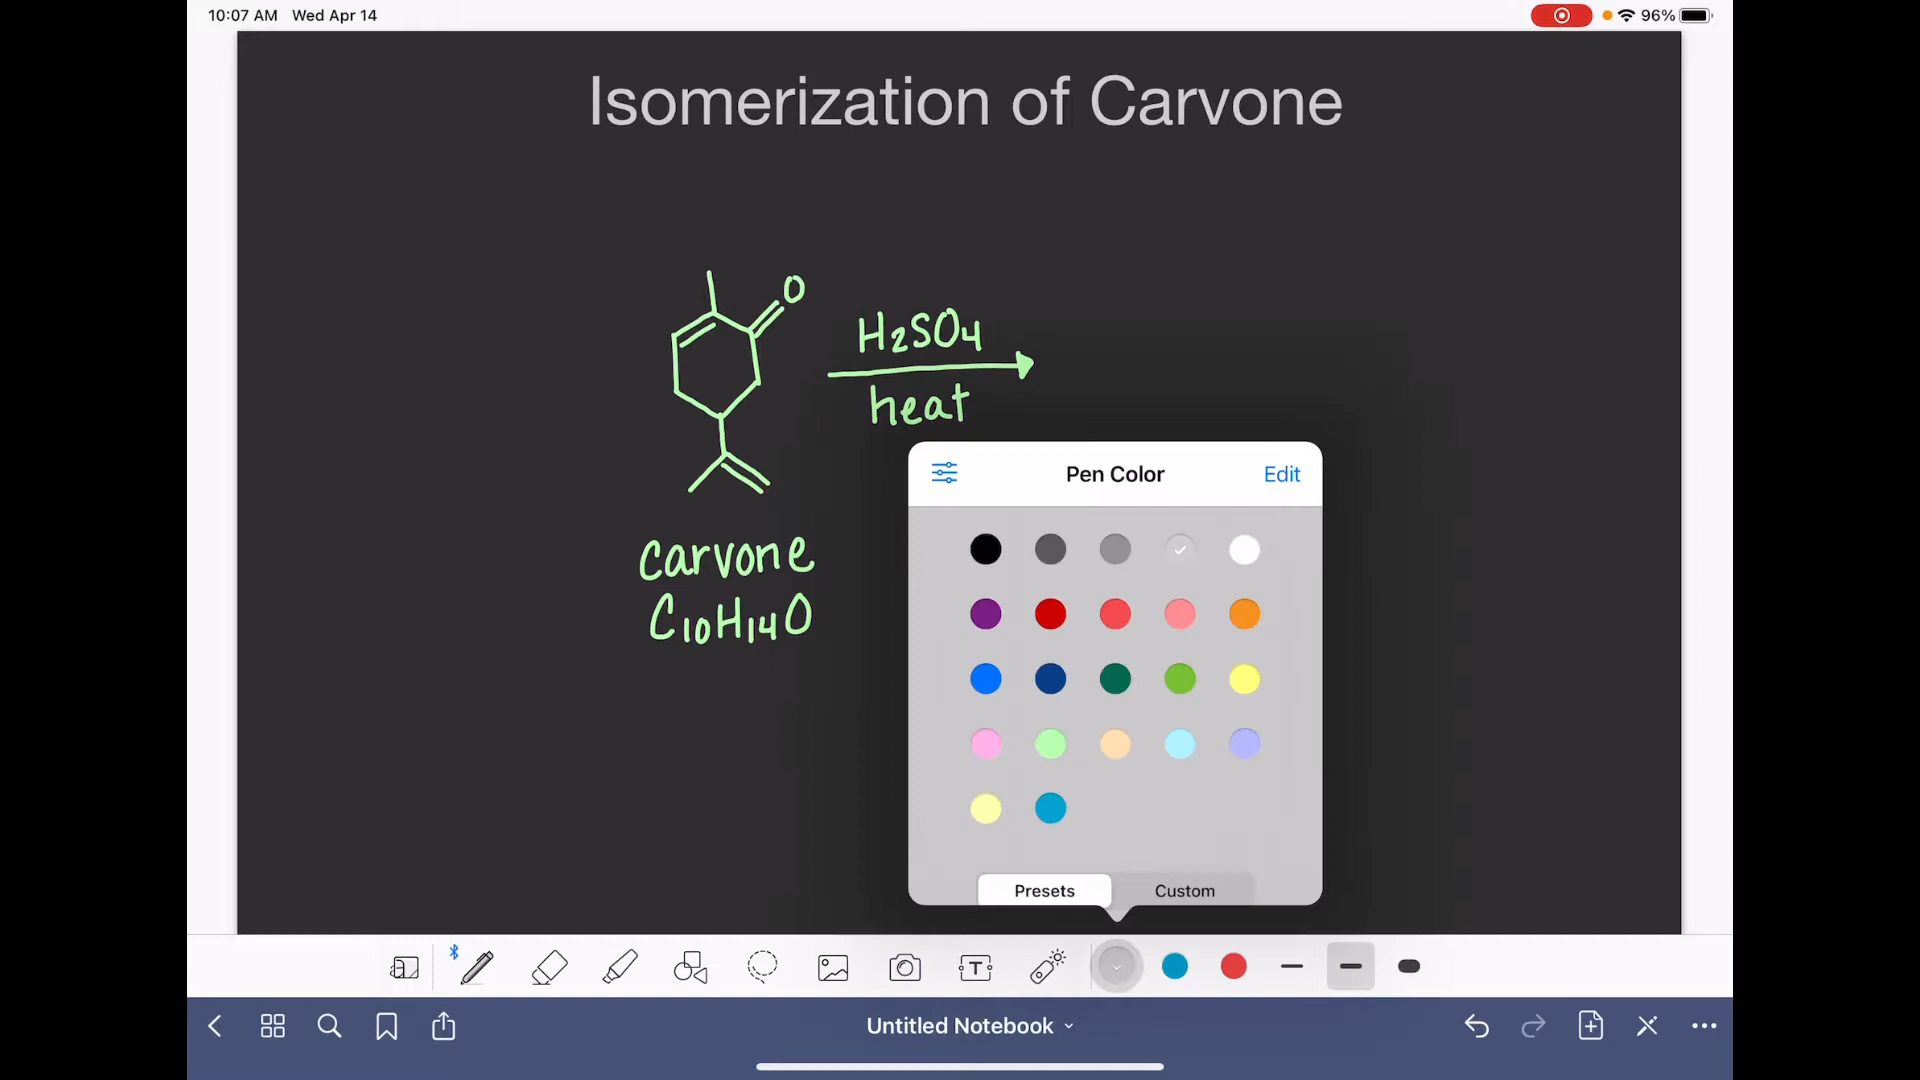 10:07 AM Wed Apr 14
96%
Isomerization of Carvone
O
H₂SO₄
heat
carvone
C₁₀H₁₄O
Pen Color
Edit
Presets
Custom
T
Untitled Notebook